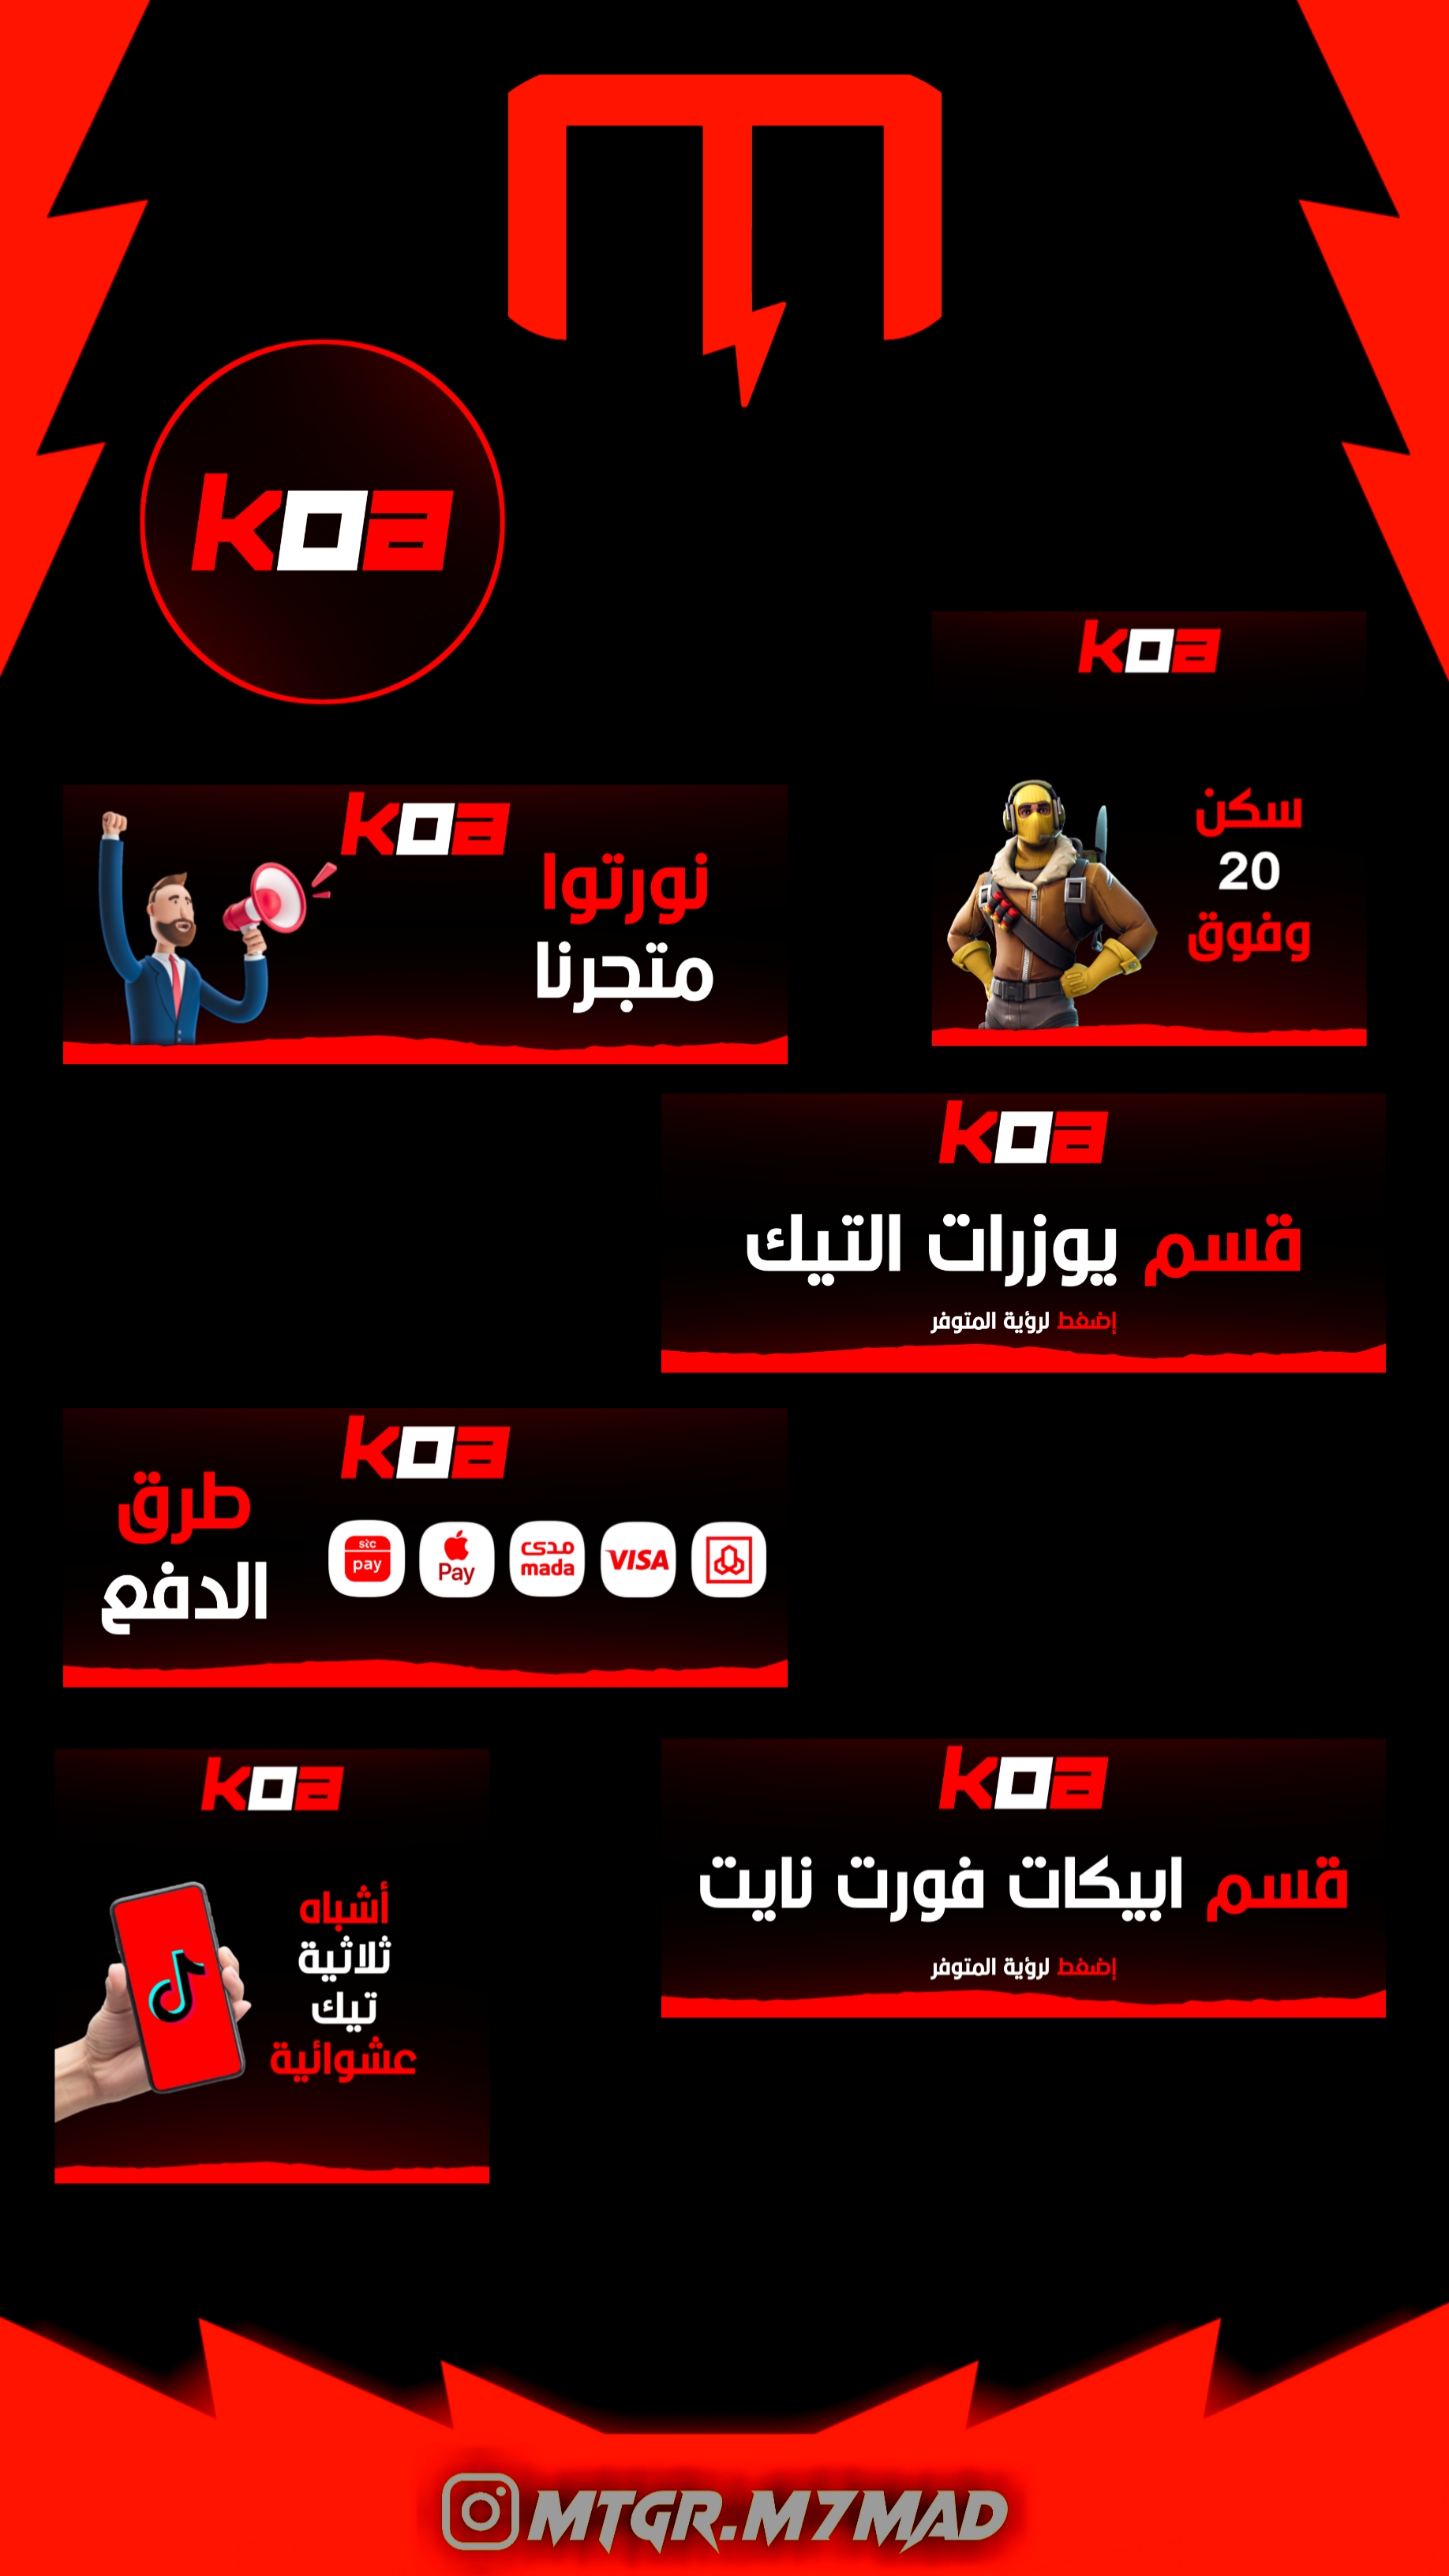 koa
koa
سكن
20
وفوق
koa
نورتوا
متجرنا
koa
قسم يوزرات التيك
إضغط لرؤية المتوفر
koa
طرق
الدفع
stc pay
Pay
مدى mada
VISA
koa
قسم ابيكات فورت نايت
إضغط لرؤية المتوفر
koa
أشباه
ثلاثية
تيك
عشوائية
MTGR.M7MAD